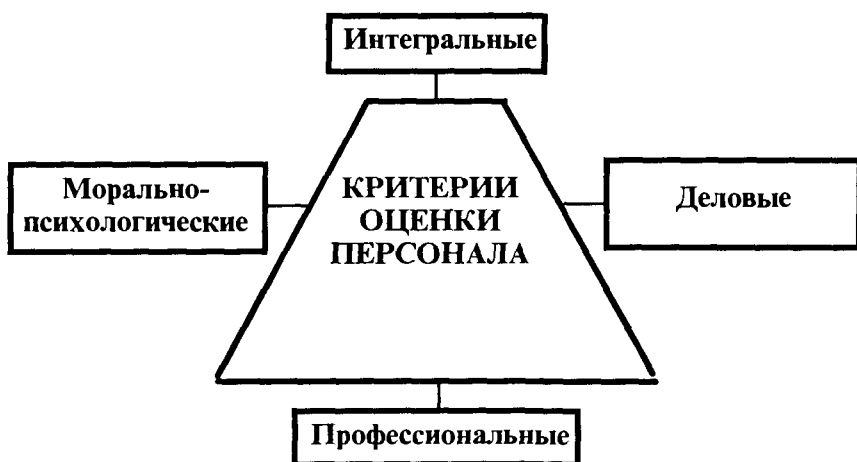 Интегральные
Морально-
психологические
КРИТЕРИИ
ОЦЕНКИ
ПЕРСОНАЛА
Деловые
Профессиональные